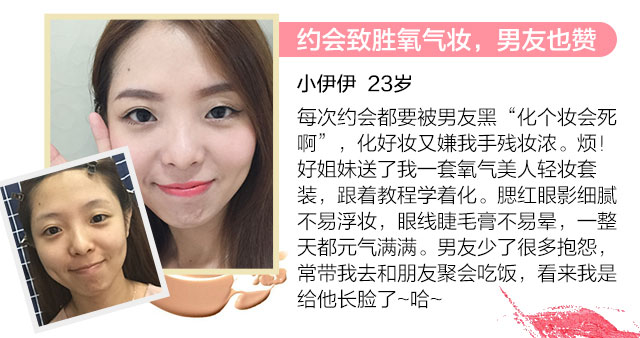 约会致胜氧气妆，男友也赞
小伊伊 23岁
每次约会都要被男友黑“化个妆会死
啊”，化好妆又嫌我手残妆浓。烦！
好姐妹送了我一套氧气美人轻妆套
装，跟着教程学着化。腮红眼影细腻
不易浮妆，眼线睫毛膏不易晕，一整
天都元气满满。男友少了很多抱怨，
常带我去和朋友聚会吃饭，看来我是
给他长脸了~哈~